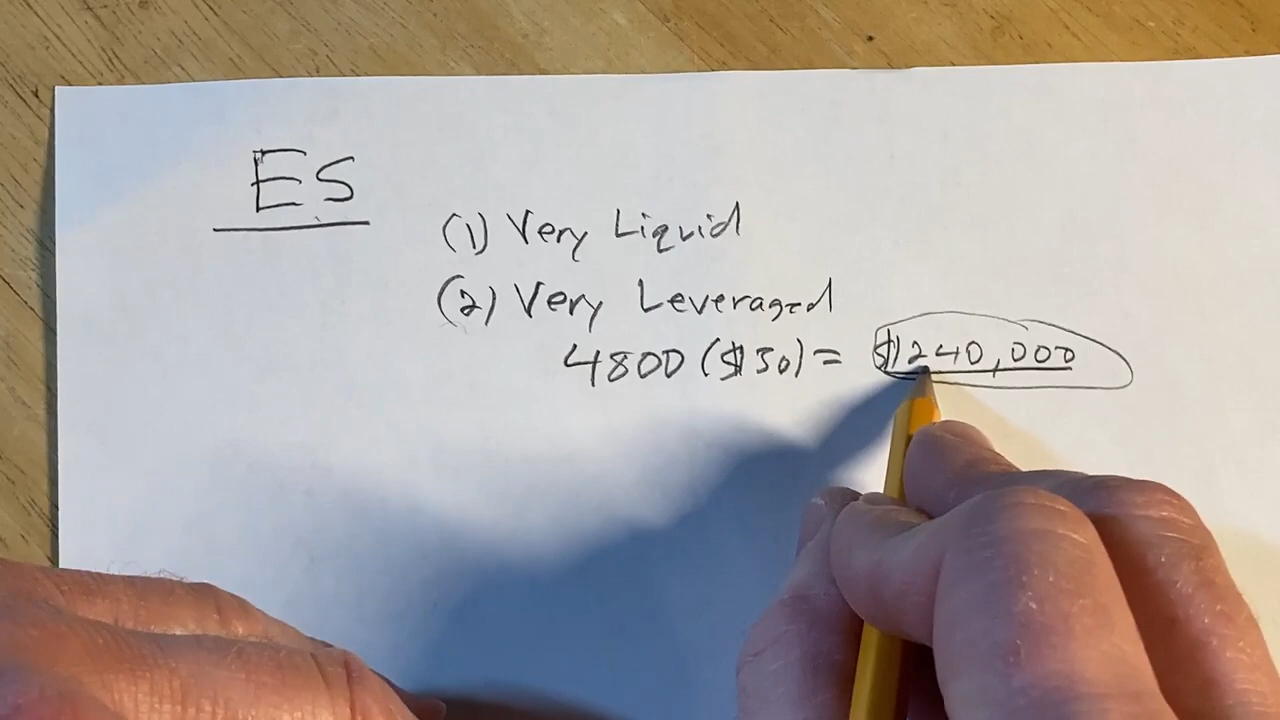 ES
(1) Very Liquid
(2) Very Leveraged
4800 ($50) = $240,000